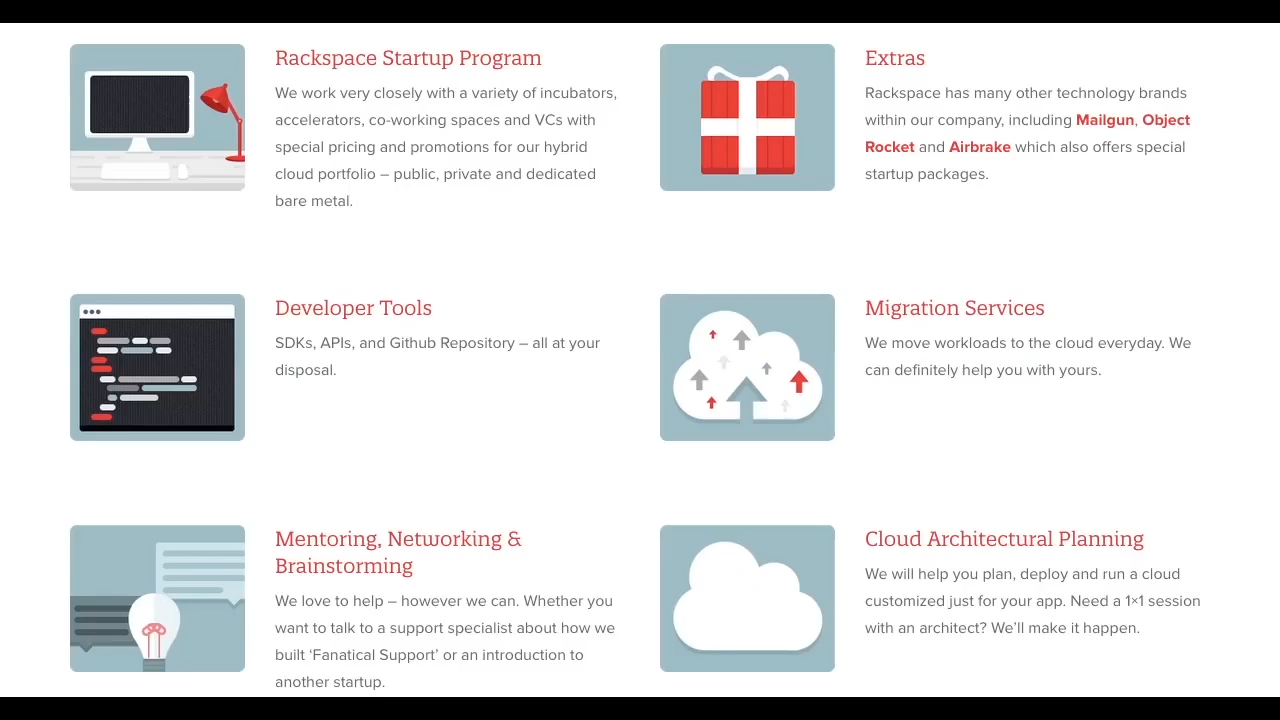 Rackspace Startup Program
We work very closely with a variety of incubators,
accelerators, co-working spaces and VCs with
special pricing and promotions for our hybrid
cloud portfolio – public, private and dedicated
bare metal.
Extras
Rackspace has many other technology brands
within our company, including Mailgun, Object
Rocket and Airbrake which also offers special
startup packages.
Developer Tools
SDKs, APIs, and Github Repository – all at your
disposal.
Migration Services
We move workloads to the cloud everyday. We
can definitely help you with yours.
Mentoring, Networking &
Brainstorming
We love to help – however we can. Whether you
want to talk to a support specialist about how we
built ‘Fanatical Support’ or an introduction to
another startup.
Cloud Architectural Planning
We will help you plan, deploy and run a cloud
customized just for your app. Need a 1×1 session
with an architect? We’ll make it happen.